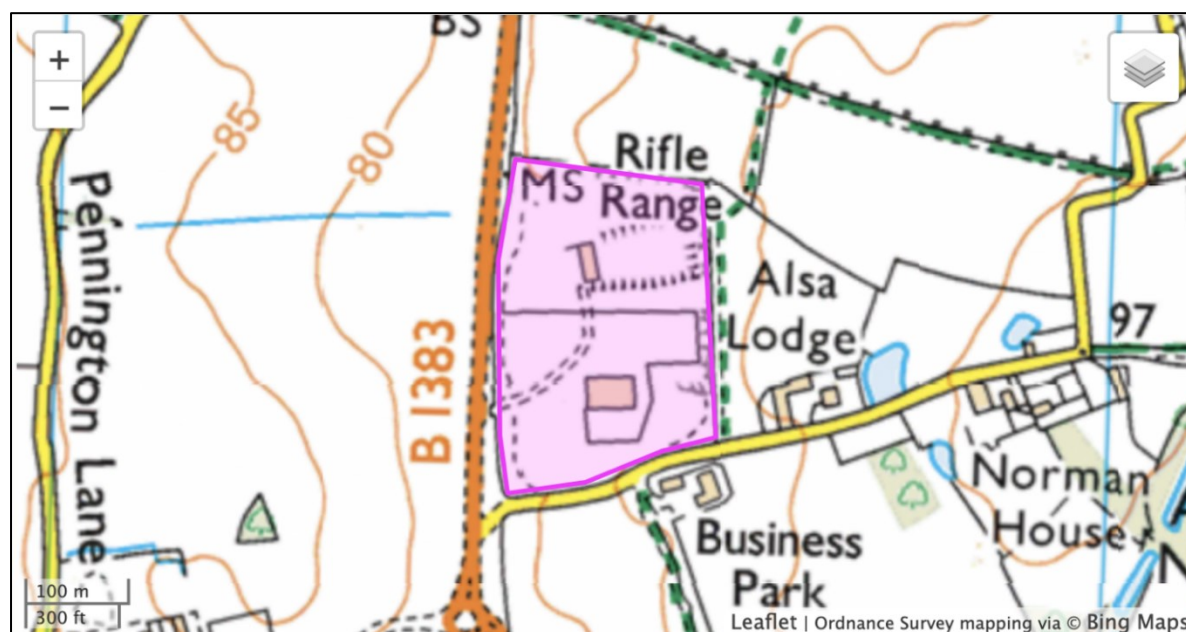 BS
+
−
85
80
Rifle
MS Range
Pennington Lane
Alsa
Lodge
97
B 1383
Norman
House
Business
Park
100 m
300 ft
Leaflet | Ordnance Survey mapping via © Bing Maps